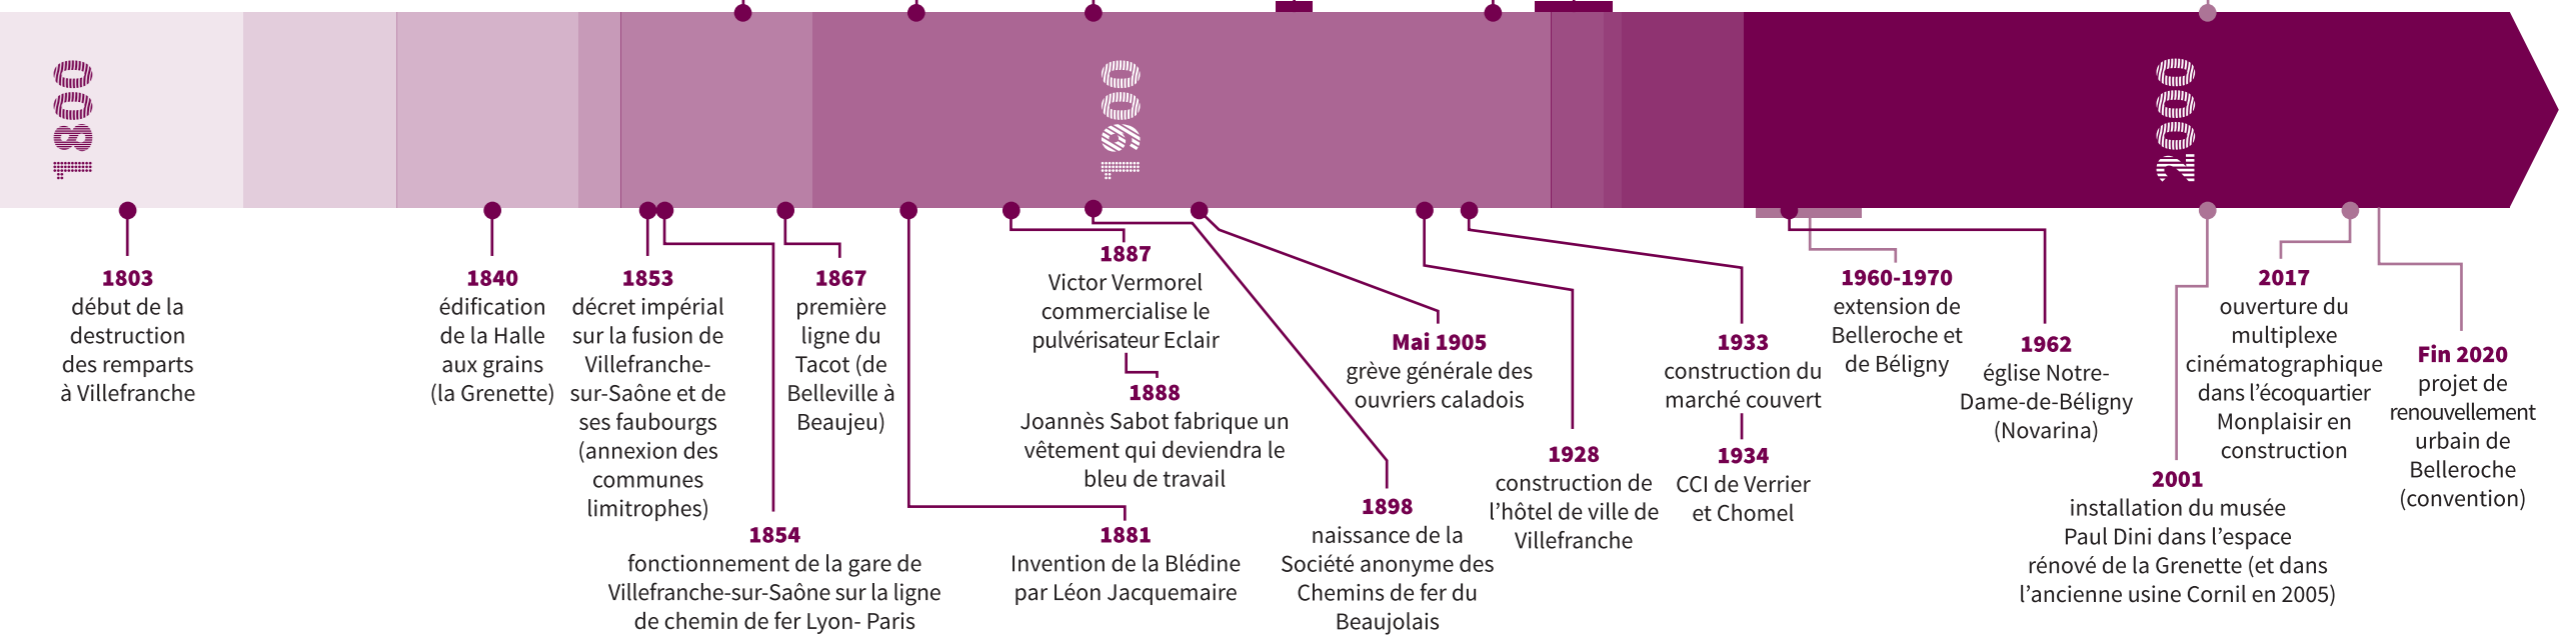 1800
1900
2000
1803
début de la
destruction
des remparts
à Villefranche
1840
édification
de la Halle
aux grains
(la Grenette)
1853
décret impérial
sur la fusion de
Villefranche-
sur-Saône et de
ses faubourgs
(annexion des
communes
limitrophes)
1854
fonctionnement de la gare de
Villefranche-sur-Saône sur la ligne
de chemin de fer Lyon- Paris
1867
première
ligne du
Tacot (de
Belleville à
Beaujeu)
1881
Invention de la Blédine
par Léon Jacquemaire
1887
Victor Vermorel
commercialise le
pulvérisateur Eclair
1888
Joannès Sabot fabrique un
vêtement qui deviendra le
bleu de travail
1898
naissance de la
Société anonyme des
Chemins de fer du
Beaujolais
Mai 1905
grève générale des
ouvriers caladois
1928
construction de
l’hôtel de ville de
Villefranche
1933
construction du
marché couvert
1934
CCI de Verrier
et Chomel
1960-1970
extension de
Belleroche et
de Béligny
1962
église Notre-
Dame-de-Béligny
(Novarina)
2001
installation du musée
Paul Dini dans l’espace
rénové de la Grenette (et dans
l’ancienne usine Cornil en 2005)
2017
ouverture du
multiplexe
cinématographique
dans l’écoquartier
Monplaisir en
construction
Fin 2020
projet de
renouvellement
urbain de
Belleroche
(convention)